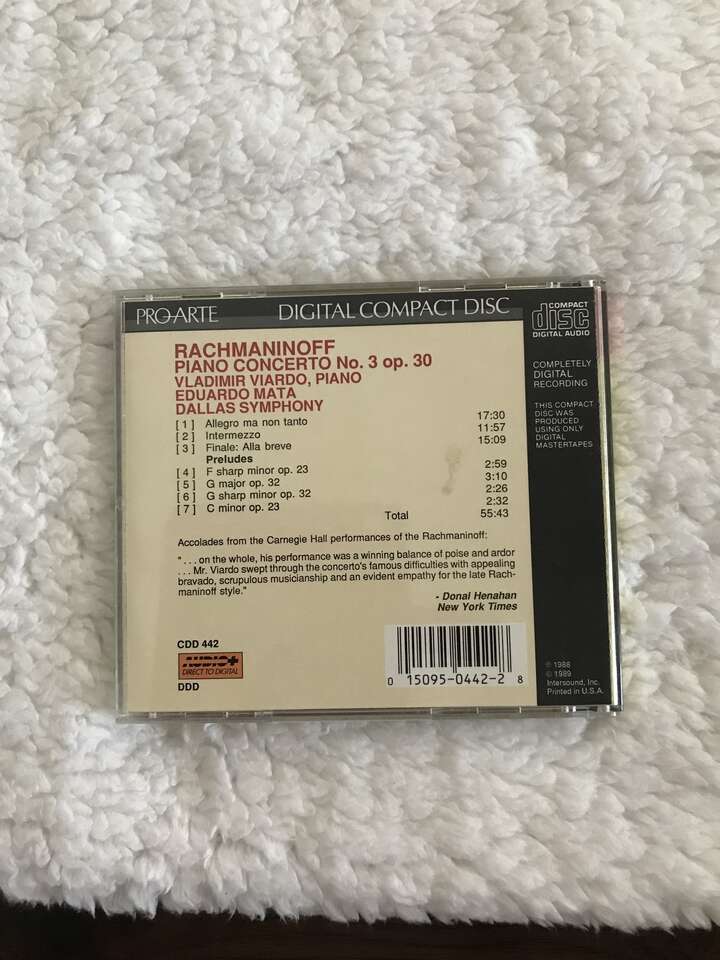 PRO ARTE DIGITAL COMPACT DISC
COMPACT
disc
DIGITAL AUDIO
RACHMANINOFF
PIANO CONCERTO No. 3 op. 30
VLADIMIR VIARDO, PIANO
EDUARDO MATA
DALLAS SYMPHONY
[ 1 ] Allegro ma non tanto 17:30
[ 2 ] Intermezzo 11:57
[ 3 ] Finale: Alla breve 15:09
Preludes
[ 4 ] F sharp minor op. 23 2:59
[ 5 ] G major op. 32 3:10
[ 6 ] G sharp minor op. 32 2:26
[ 7 ] C minor op. 23 2:32
Total 55:43
Accolades from the Carnegie Hall performances of the Rachmaninoff:
" . . . on the whole, his performance was a winning balance of poise and ardor
. . . Mr. Viardo swept through the concerto's famous difficulties with appealing
bravado, scrupulous musicianship and an evident empathy for the late Rach-
maninoff style."
- Donal Henahan
New York Times
CDD 442
AUDIO+
DIRECT TO DIGITAL
DDD
0 15095-0442-2 8
COMPLETELY
DIGITAL
RECORDING
THIS COMPACT
DISC WAS
PRODUCED
USING ONLY
DIGITAL
MASTERTAPES
℗ 1988
© 1989
Intersound, Inc.
Printed in U.S.A.